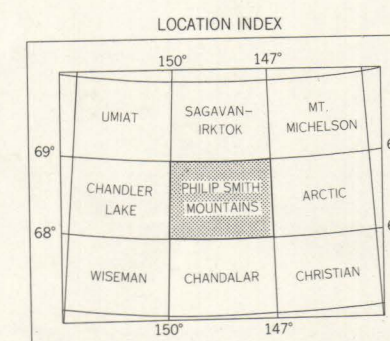 LOCATION INDEX
150° 147°
UMIAT
SAGAVAN–
IRKTOK
MT.
MICHELSON
69°
CHANDLER
LAKE
PHILIP SMITH
MOUNTAINS
ARCTIC
68°
WISEMAN
CHANDALAR
CHRISTIAN
150° 147°